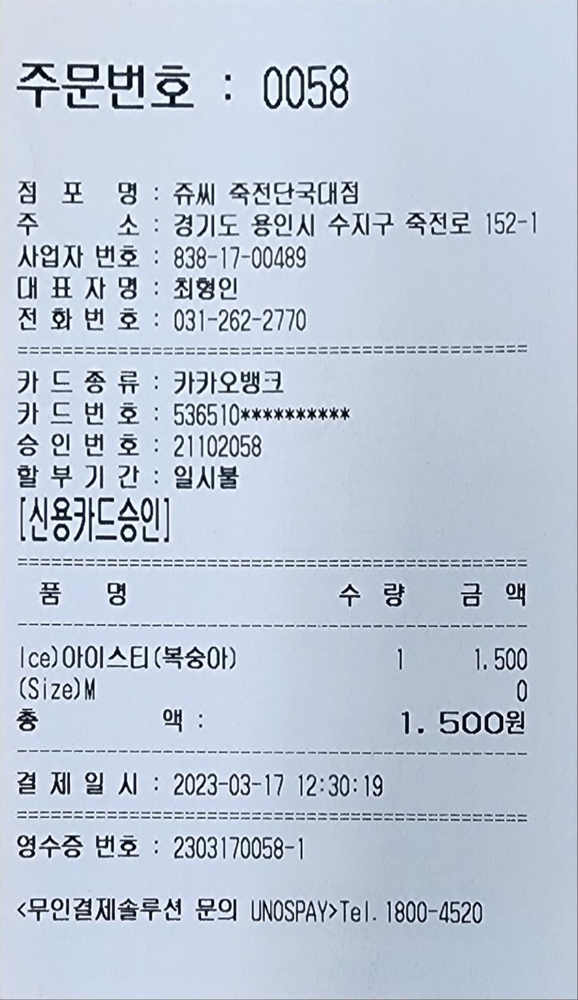 주문번호 : 0058
점 포 명 : 쥬씨 죽전단국대점
주 소 : 경기도 용인시 수지구 죽전로 152-1
사업자 번호 : 838-17-00489
대 표 자 명 : 최형인
전 화 번 호 : 031-262-2770
==============================================
카 드 종 류 : 카카오뱅크
카 드 번 호 : 536510**********
승 인 번 호 : 21102058
할 부 기 간 : 일시불
[신용카드승인]
==============================================
품 명 수 량 금 액
----------------------------------------------
Ice)아이스티(복숭아) 1 1.500
(Size)M 0
총 액 : 1. 500원
----------------------------------------------
결 제 일 시 : 2023-03-17 12:30:19
==============================================
영수증 번호 : 2303170058-1
<무인결제솔루션 문의 UNOSPAY>Tel. 1800-4520